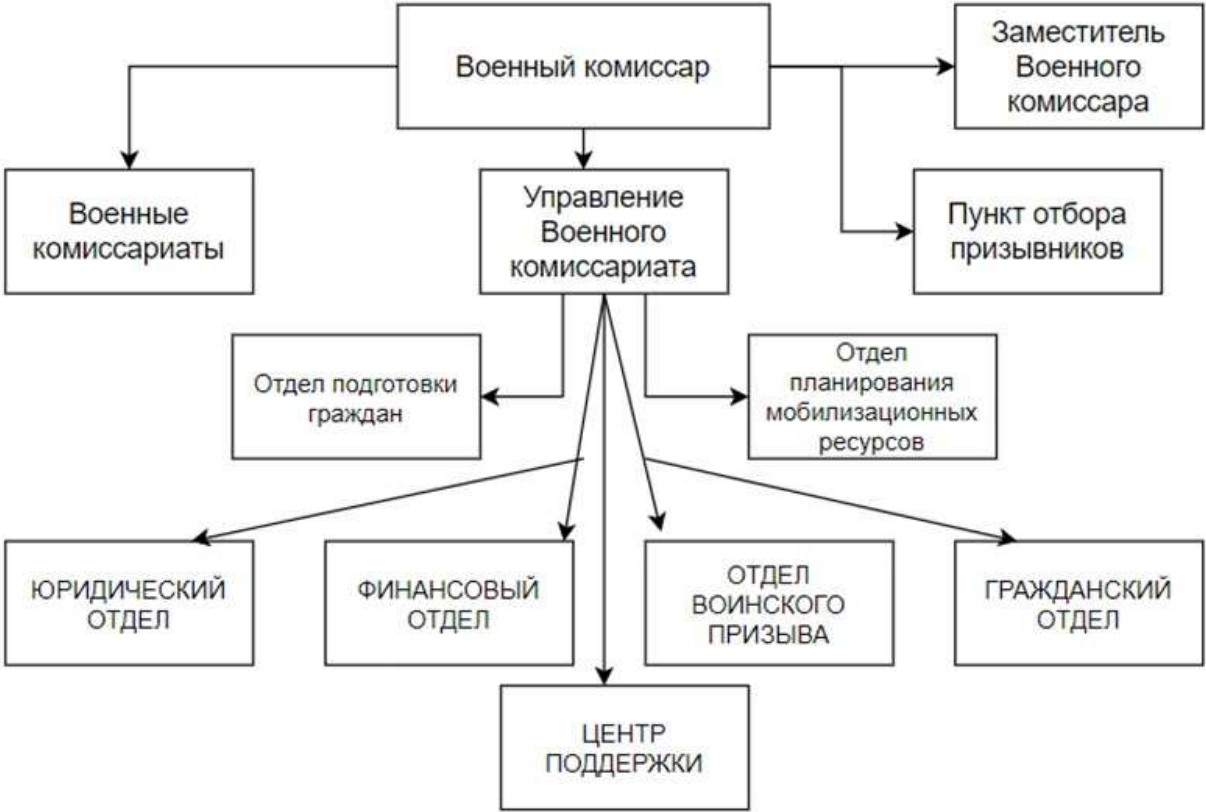 Военный комиссар
Заместитель
Военного
комиссара
Военные
комиссариаты
Управление
Военного
комиссариата
Пункт отбора
призывников
Отдел подготовки
граждан
Отдел
планирования
мобилизационных
ресурсов
ЮРИДИЧЕСКИЙ
ОТДЕЛ
ФИНАНСОВЫЙ
ОТДЕЛ
ОТДЕЛ
ВОИНСКОГО
ПРИЗЫВА
ГРАЖДАНСКИЙ
ОТДЕЛ
ЦЕНТР
ПОДДЕРЖКИ